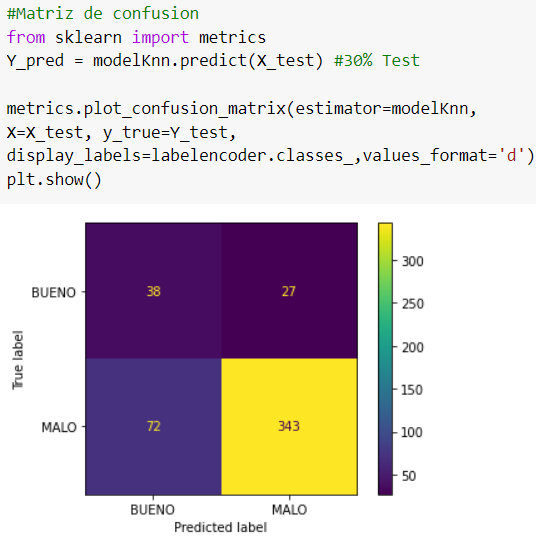 #Matriz de confusion
from sklearn import metrics
Y_pred = modelKnn.predict(X_test) #30% Test
metrics.plot_confusion_matrix(estimator=modelKnn,
X=X_test, y_true=Y_test,
display_labels=labelencoder.classes_,values_format='d')
plt.show()
BUENO
38
27
MALO
72
343
BUENO
MALO
Predicted label
True label
300
250
200
150
100
50